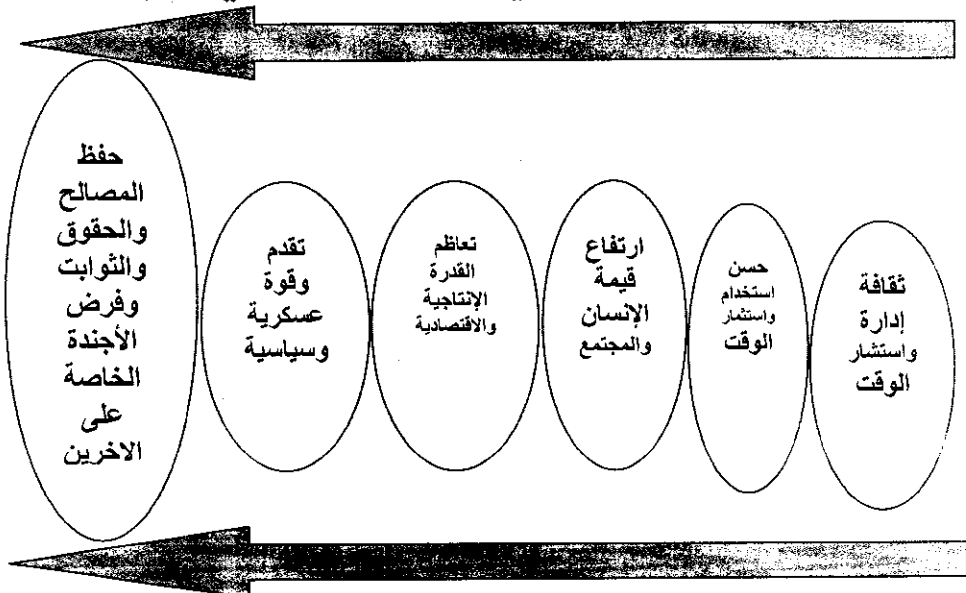 ثقافة
إدارة
واستشار
الوقت
حسن
استخدام
واستثمار
الوقت
ارتفاع
قيمة
الإنسان
والمجتمع
تعاظم
القدرة
الإنتاجية
والاقتصادية
تقدم
وقوة
عسكرية
وسياسية
حفظ
المصالح
والحقوق
والثوابت
وفرض
الأجندة
الخاصة
على
الاخرين